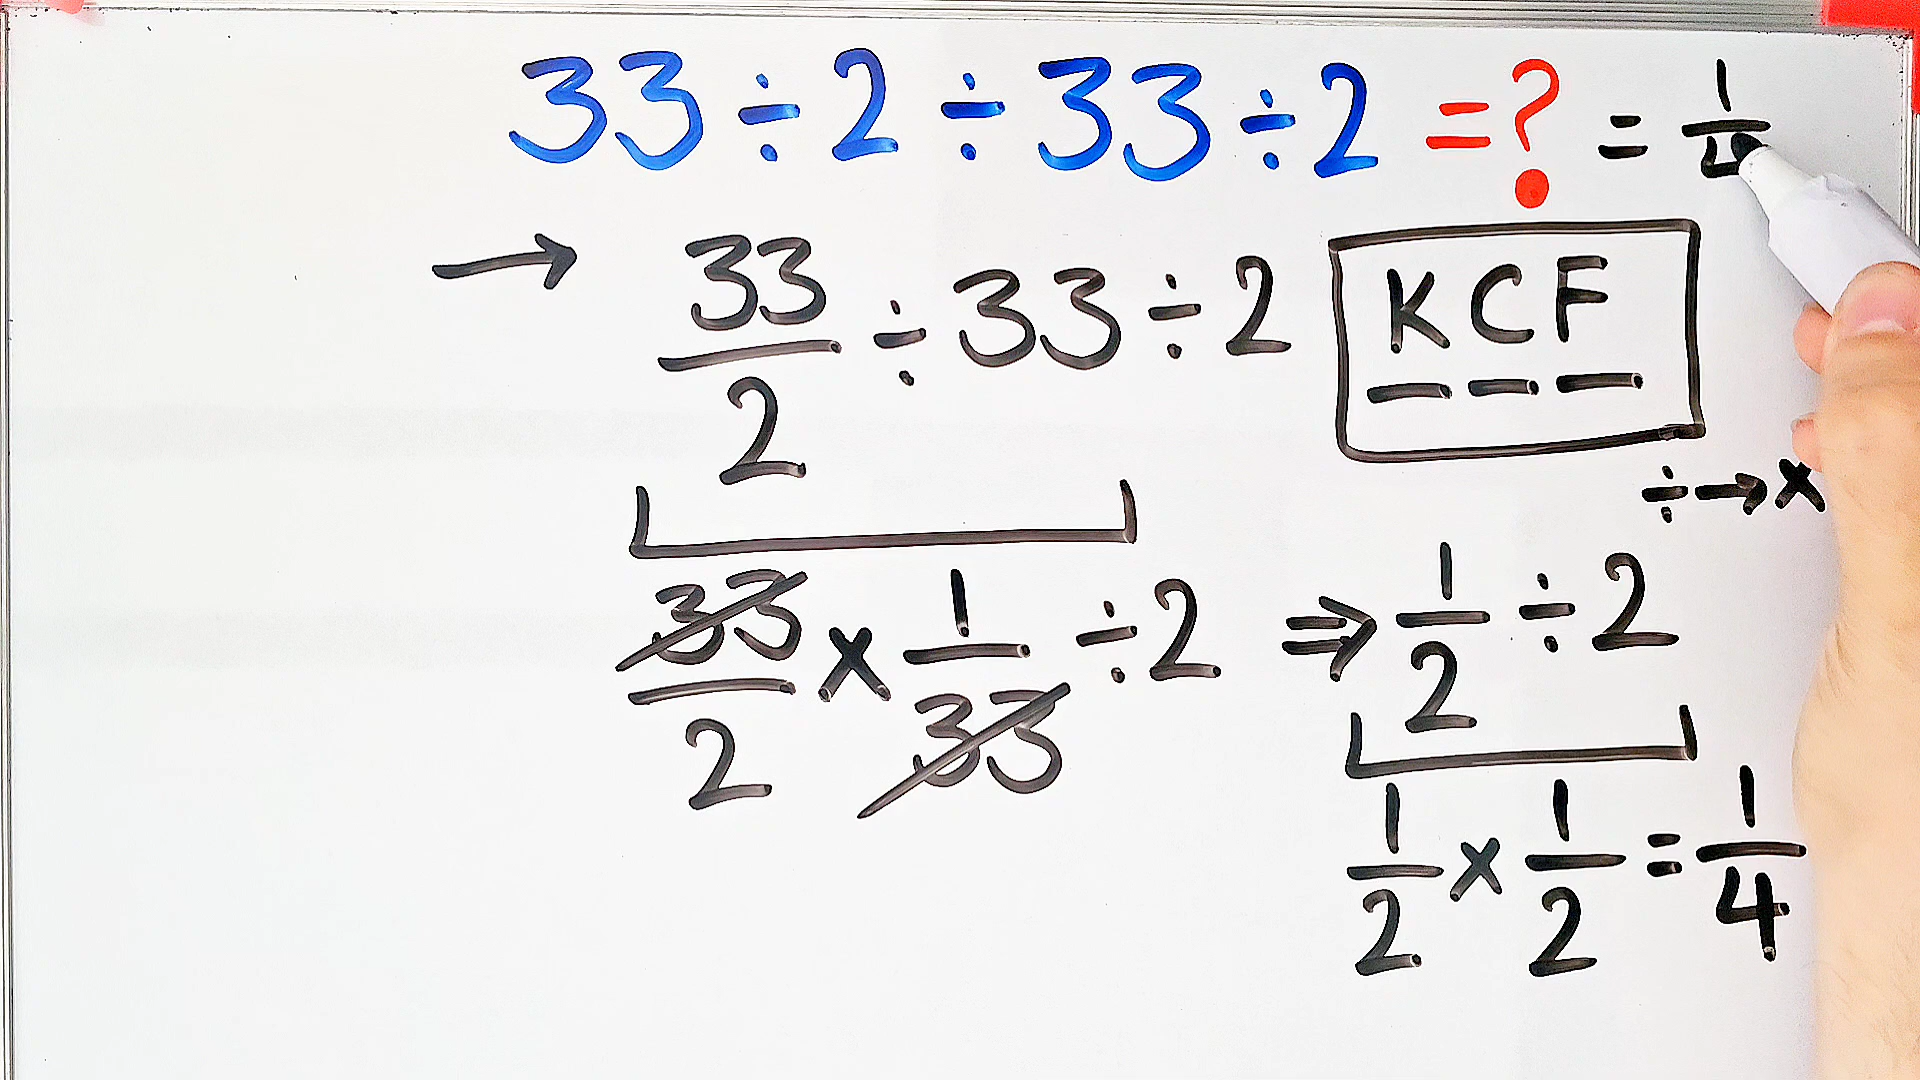 33÷2÷33÷2 =? = 1/
→ 33/2 ÷ 33 ÷ 2
KCF
÷→×
33/2 × 1/33 ÷ 2 ⇒ 1/2 ÷ 2
1/2 × 1/2 = 1/4